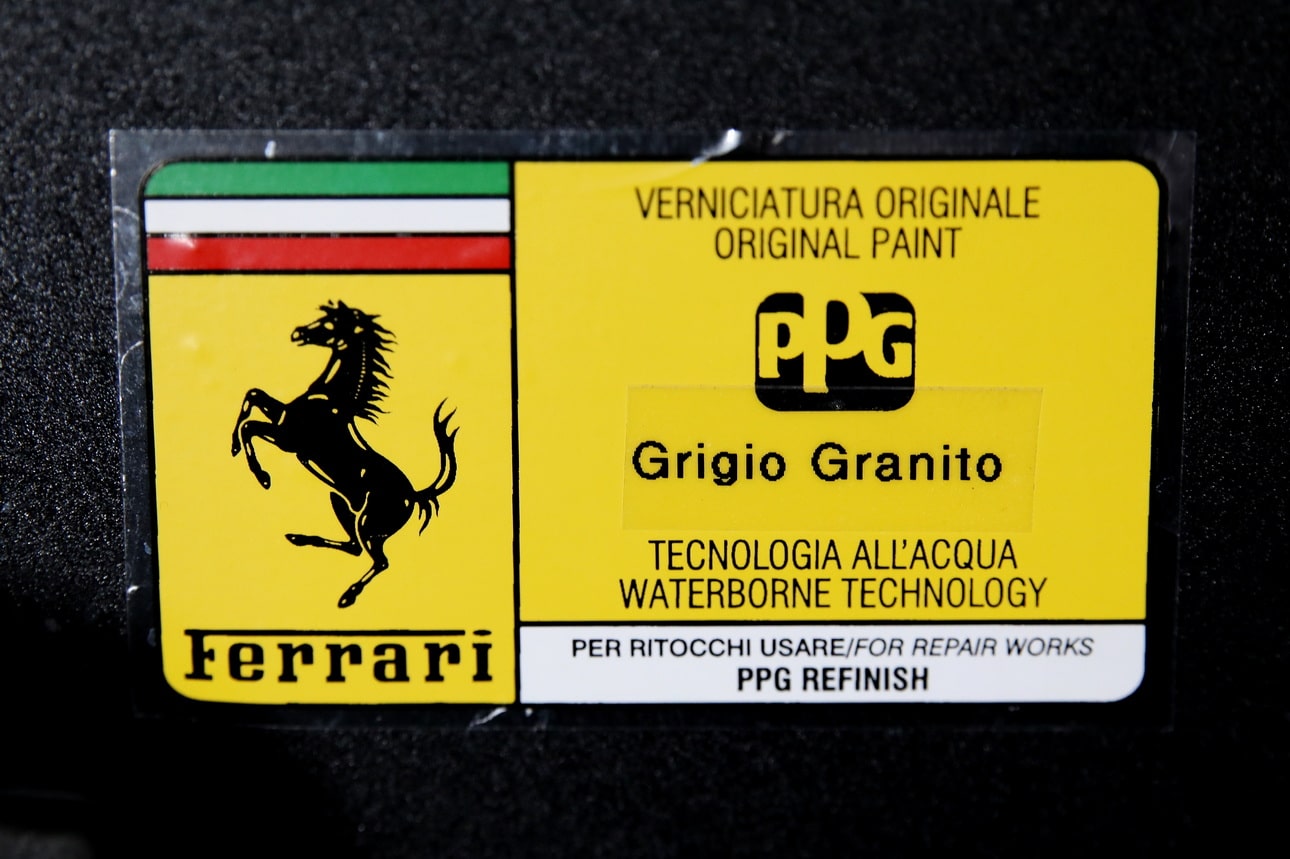 Ferrari
VERNICIATURA ORIGINALE
ORIGINAL PAINT
PPG
Grigio Granito
TECNOLOGIA ALL'ACQUA
WATERBORNE TECHNOLOGY
PER RITOCCHI USARE/FOR REPAIR WORKS
PPG REFINISH